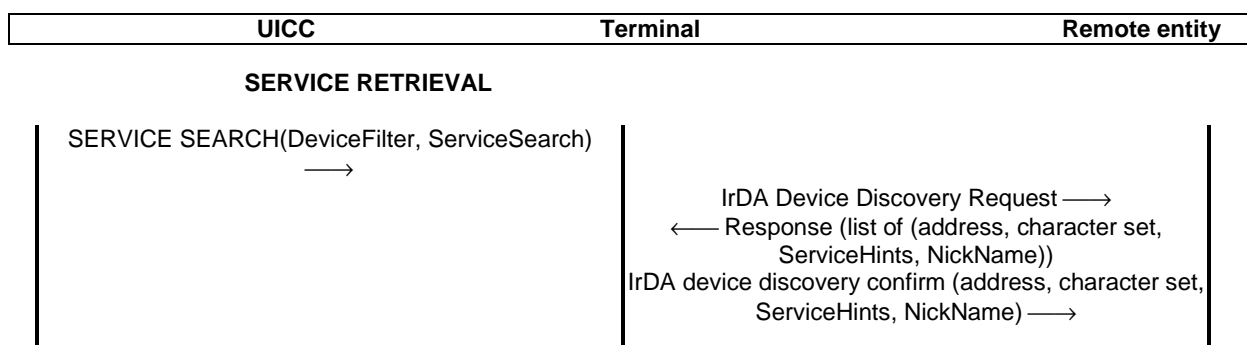 UICC Terminal Remote entity
SERVICE RETRIEVAL
SERVICE SEARCH(DeviceFilter, ServiceSearch)
⟶
IrDA Device Discovery Request ⟶
⟵ Response (list of (address, character set,
ServiceHints, NickName))
IrDA device discovery confirm (address, character set,
ServiceHints, NickName) ⟶